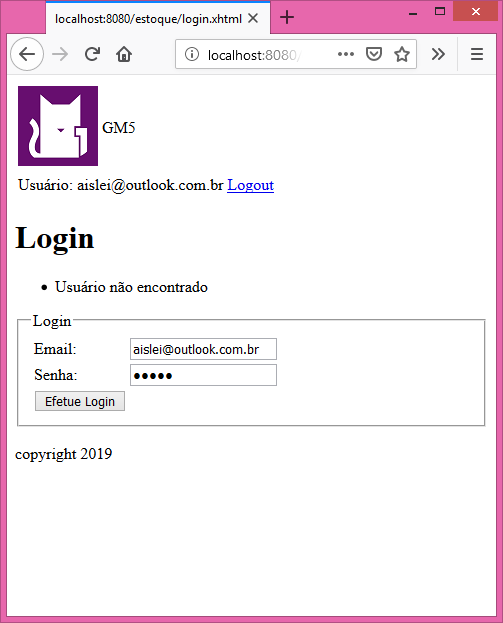 localhost:8080/estoque/login.xhtml
localhost:8080/
GM5
Usuário: aislei@outlook.com.br Logout
Login
Usuário não encontrado
Login
Email: aislei@outlook.com.br
Senha: •••••
Efetue Login
copyright 2019